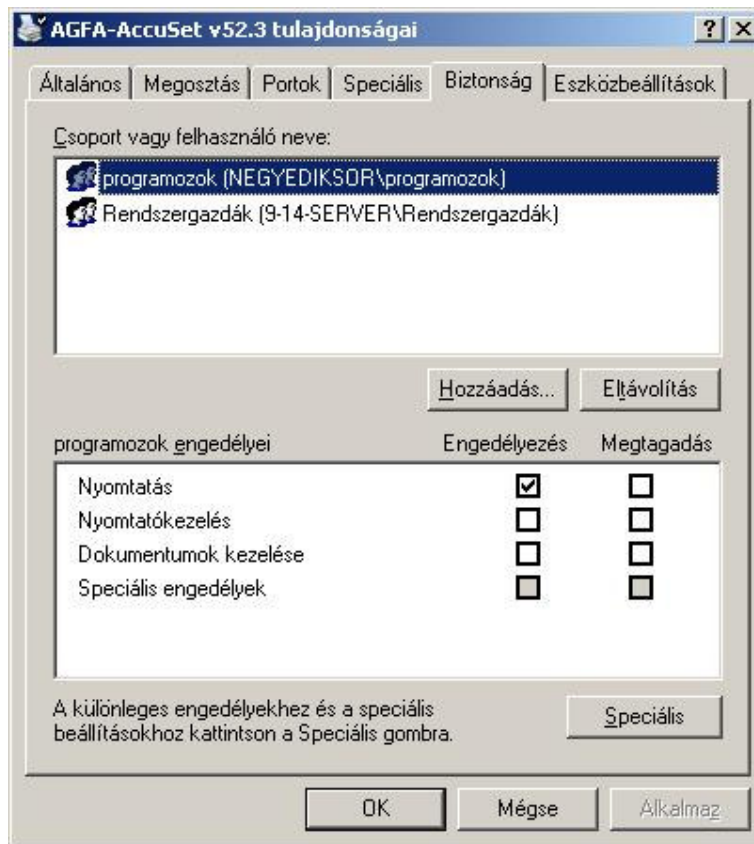 AGFA-AccuSet v52.3 tulajdonságai
Általános Megosztás Portok Speciális Biztonság Eszközbeállítások
Csoport vagy felhasználó neve:
programozok (NEGYEDIKSOR\programozok)
Rendszergazdák (9-14-SERVER\Rendszergazdák)
Hozzáadás... Eltávolítás
programozok engedélyei Engedélyezés Megtagadás
Nyomtatás
Nyomtatókezelés
Dokumentumok kezelése
Speciális engedélyek
A különleges engedélyekhez és a speciális
beállításokhoz kattintson a Speciális gombra.
Speciális
OK Mégse Alkalmaz